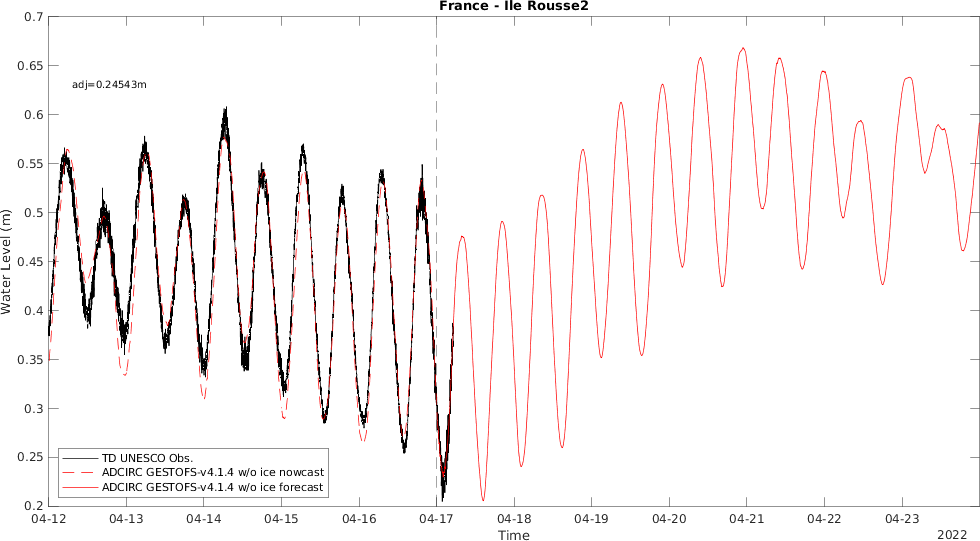 France - Ile Rousse2
adj=0.24543m
Water Level (m)
0.7
0.65
0.6
0.55
0.5
0.45
0.4
0.35
0.3
0.25
0.2
TD UNESCO Obs.
ADCIRC GESTOFS-v4.1.4 w/o ice nowcast
ADCIRC GESTOFS-v4.1.4 w/o ice forecast
04-12 04-13 04-14 04-15 04-16 04-17 04-18 04-19 04-20 04-21 04-22 04-23
Time
2022